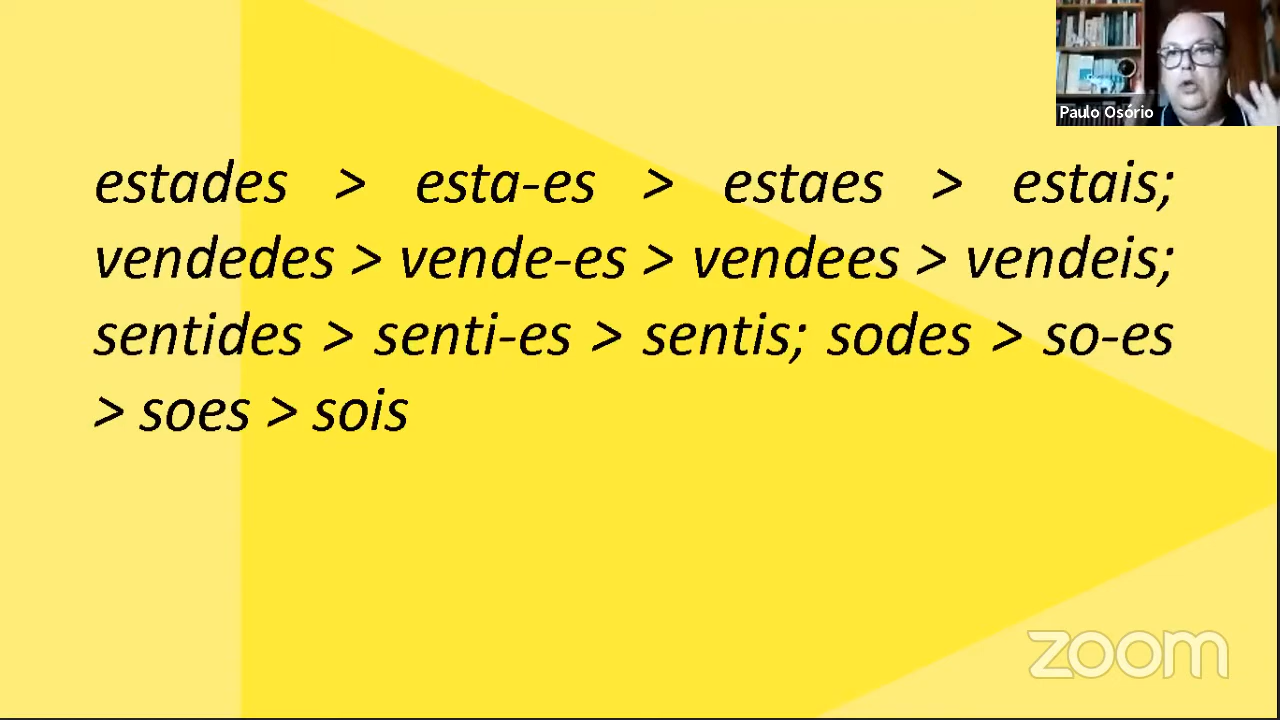 Paulo Osório
estades > esta-es > estaes > estais;
vendedes > vende-es > vendees > vendeis;
sentides > senti-es > sentis; sodes > so-es
> soes > sois
zoom